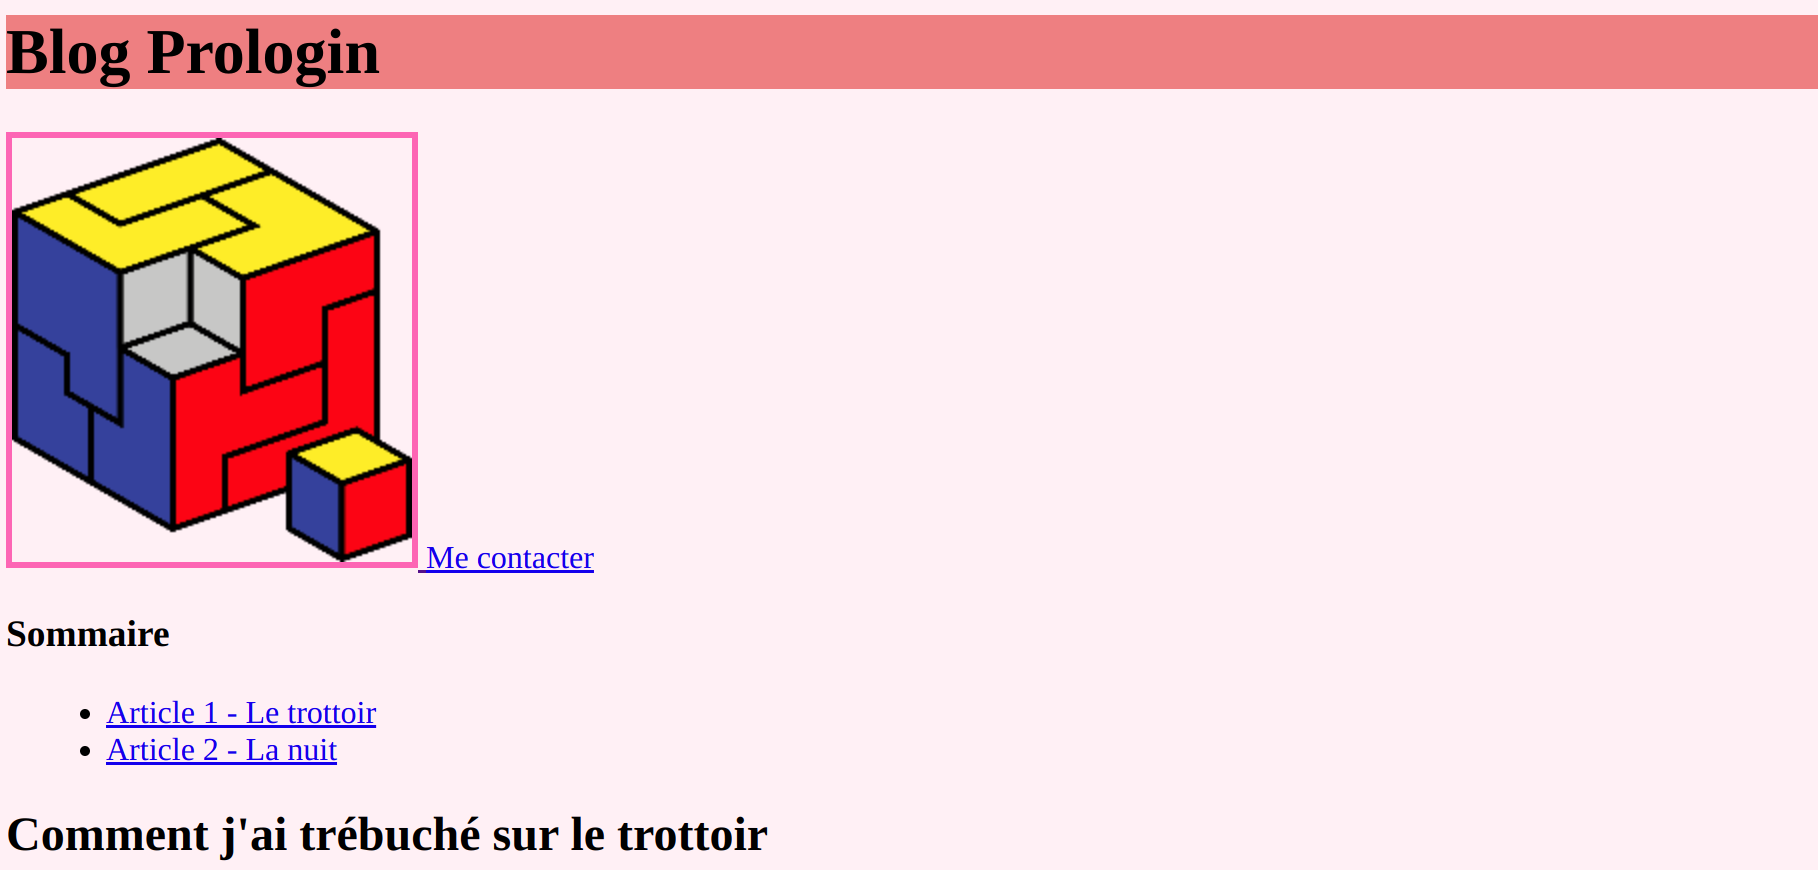 Blog Prologin
Me contacter
Sommaire
Article 1 - Le trottoir
Article 2 - La nuit
Comment j'ai trébuché sur le trottoir